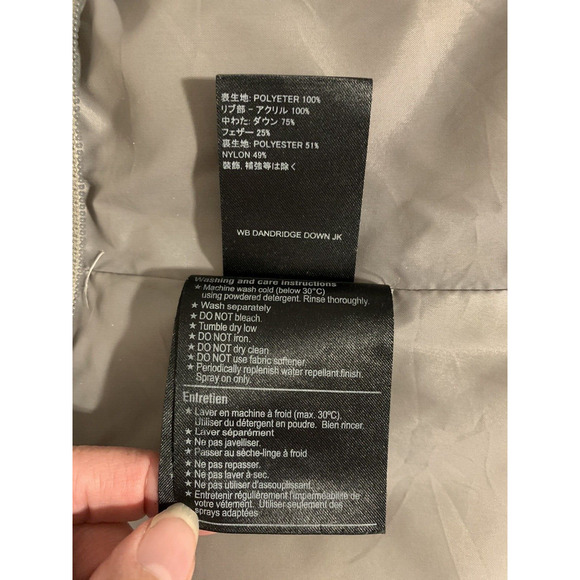 表生地: POLYETER 100%
リブ部 - アクリル 100%
中わた: ダウン 75%
フェザー 25%
裏生地: POLYESTER 51%
NYLON 49%
装飾, 補強等は除く
WB DANDRIDGE DOWN JK
Washing and care instructions
★ Machine wash cold (below 30°C)
using powdered detergent. Rinse thoroughly.
★ Wash separately
★ DO NOT bleach.
★ Tumble dry low
★ DO NOT iron.
★ DO NOT dry clean
★ DO NOT use fabric softener.
★ Periodically replenish water repellant finish.
Spray on only.
Entretien
★ Laver en machine à froid (max. 30ºC).
Utiliser du détergent en poudre. Bien rincer.
★ Laver séparément
★ Ne pas javelliser.
★ Passer au sèche-linge à froid
★ Ne pas repasser.
★ Ne pas laver à sec.
★ Ne pas utiliser d'assouplissant.
★ Entretenir régulièrement l'imperméabilité de
votre vêtement. Utiliser seulement des
sprays adaptées